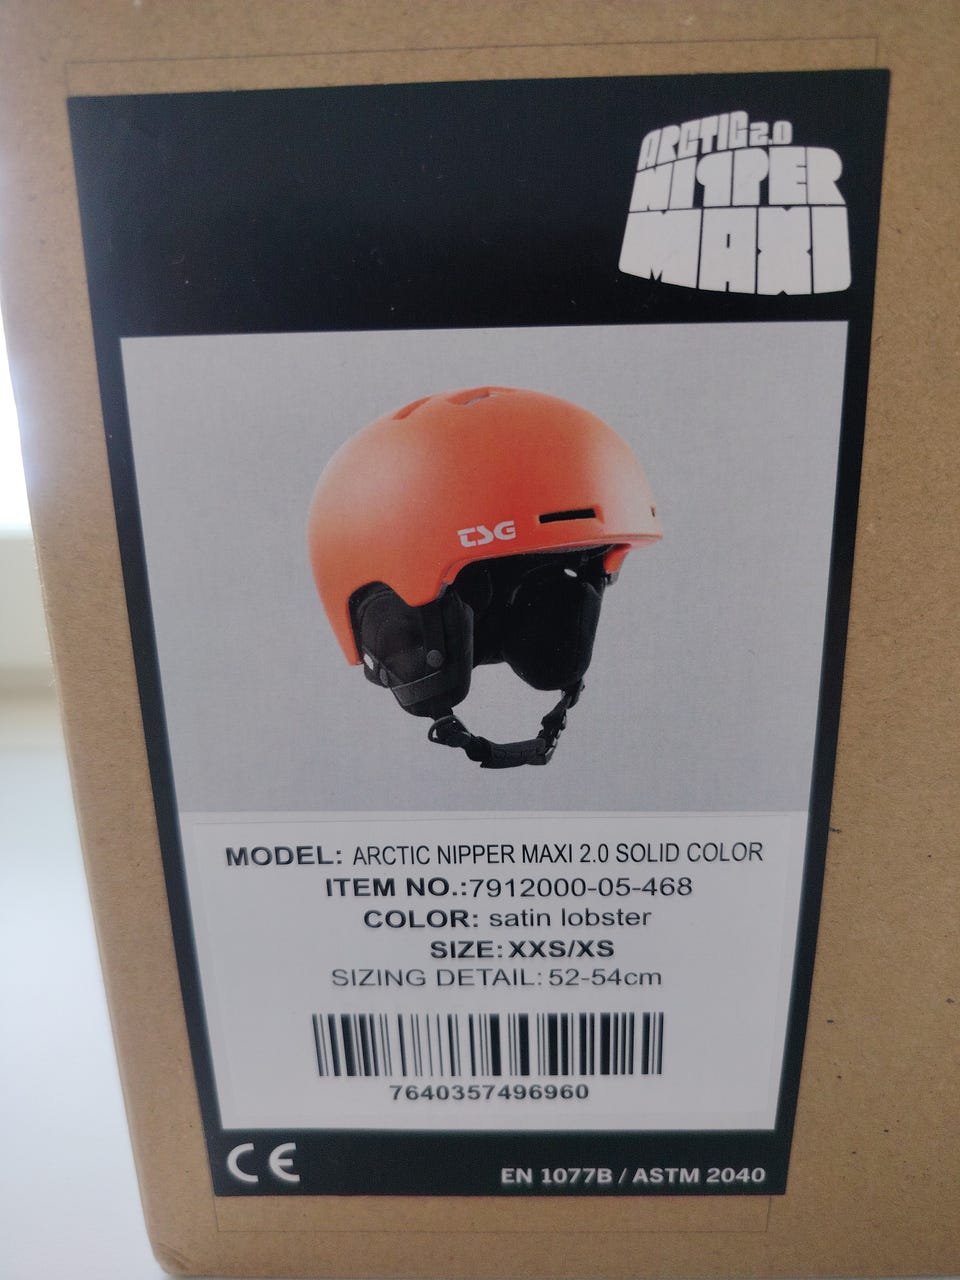 ARCTIC 2.0
NIPPER
MAXI
TSG
MODEL: ARCTIC NIPPER MAXI 2.0 SOLID COLOR
ITEM NO.:7912000-05-468
COLOR: satin lobster
SIZE: XXS/XS
SIZING DETAIL: 52-54cm
7640357496960
CE
EN 1077B / ASTM 2040